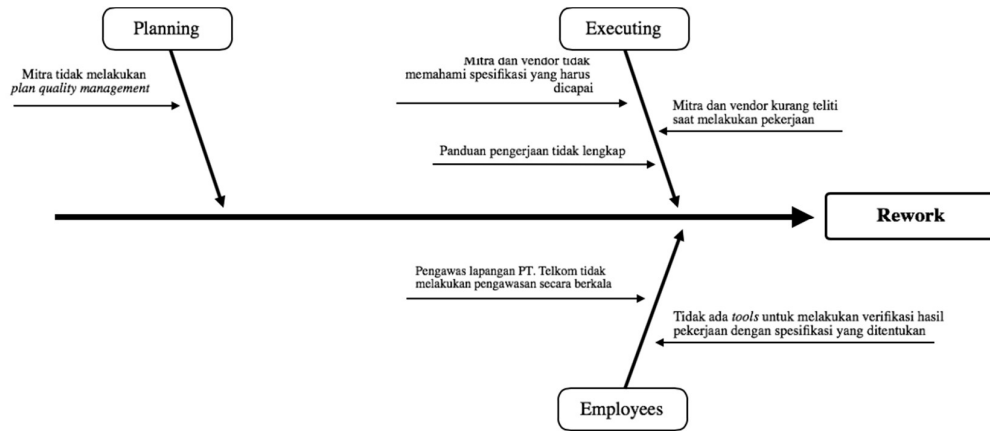 Planning
Mitra tidak melakukan
plan quality management
Executing
Mitra dan vendor tidak
memahami spesifikasi yang harus
dicapai
Mitra dan vendor kurang teliti
saat melakukan pekerjaan
Panduan pengerjaan tidak lengkap
Rework
Pengawas lapangan PT. Telkom tidak
melakukan pengawasan secara berkala
Tidak ada tools untuk melakukan verifikasi hasil
pekerjaan dengan spesifikasi yang ditentukan
Employees